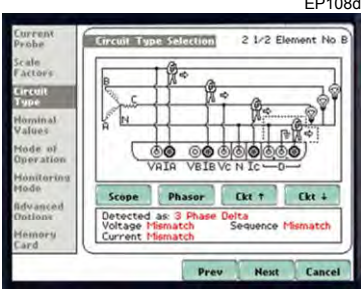 EP108d
Current Probe
Scale Factors
Circuit Type
Nominal Values
Mode of Operation
Monitoring Mode
Advanced Options
Memory Card
Circuit Type Selection
2 1/2 Element No B
B
C
A
N
VA IA VB IB Vc N Ic D
Scope
Phasor
Ckt ↑
Ckt ↓
Detected as: 3 Phase Delta
Voltage Mismatch Sequence Mismatch
Current Mismatch
Prev
Next
Cancel